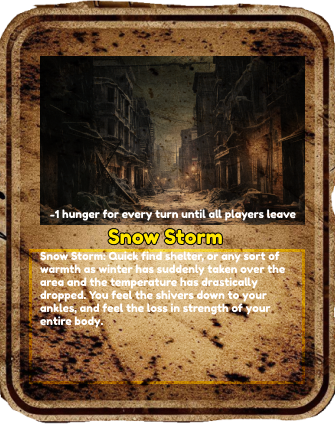 -1 hunger for every turn until all players leave
Snow Storm
Snow Storm: Quick find shelter, or any sort of
warmth as winter has suddenly taken over the
area and the temperature has drastically
dropped. You feel the shivers down to your
ankles, and feel the loss in strength of your
entire body.